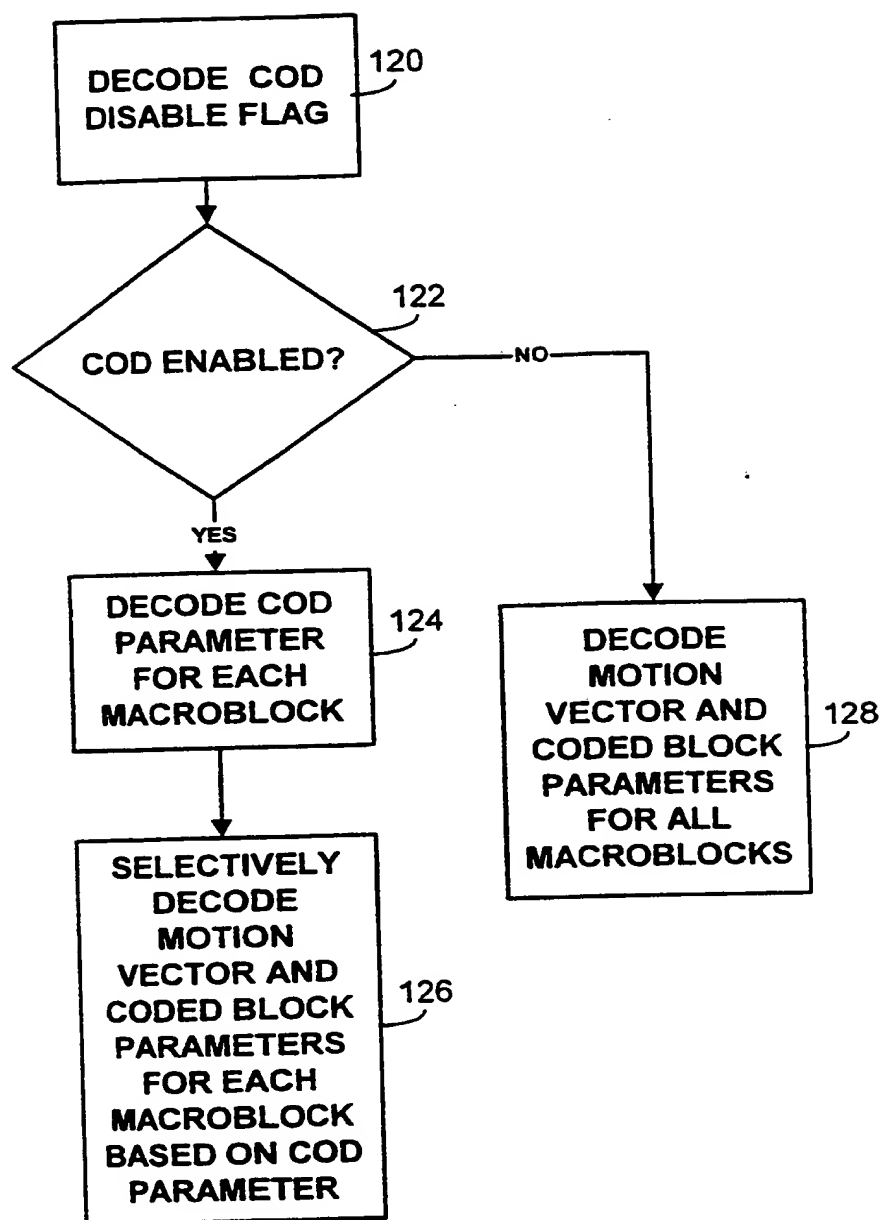 DECODE COD
DISABLE FLAG
120
122
COD ENABLED?
NO
YES
DECODE COD
PARAMETER
FOR EACH
MACROBLOCK
124
DECODE
MOTION
VECTOR AND
CODED BLOCK
PARAMETERS
FOR ALL
MACROBLOCKS
128
SELECTIVELY
DECODE
MOTION
VECTOR AND
CODED BLOCK
PARAMETERS
FOR EACH
MACROBLOCK
BASED ON COD
PARAMETER
126